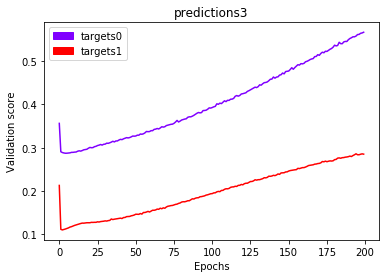 predictions3
targets0
targets1
Validation score
0.5
0.4
0.3
0.2
0.1
0 25 50 75 100 125 150 175 200
Epochs